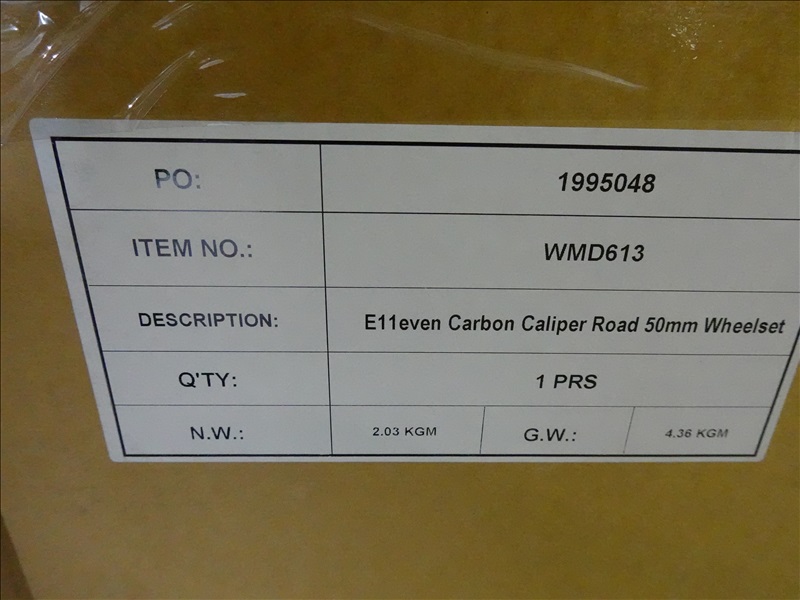 PO: 1995048
ITEM NO.: WMD613
DESCRIPTION: E11even Carbon Caliper Road 50mm Wheelset
Q'TY: 1 PRS
N.W.: 2.03 KGM G.W.: 4.36 KGM